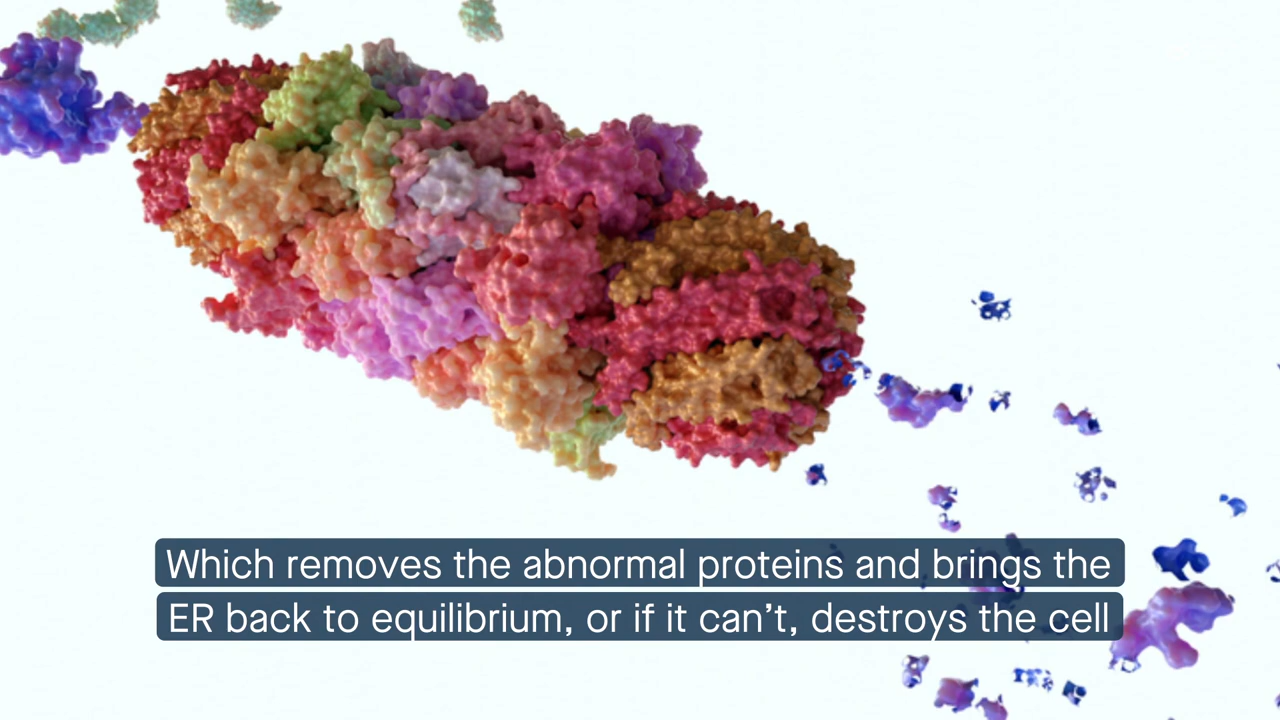 Which removes the abnormal proteins and brings the
ER back to equilibrium, or if it can't, destroys the cell